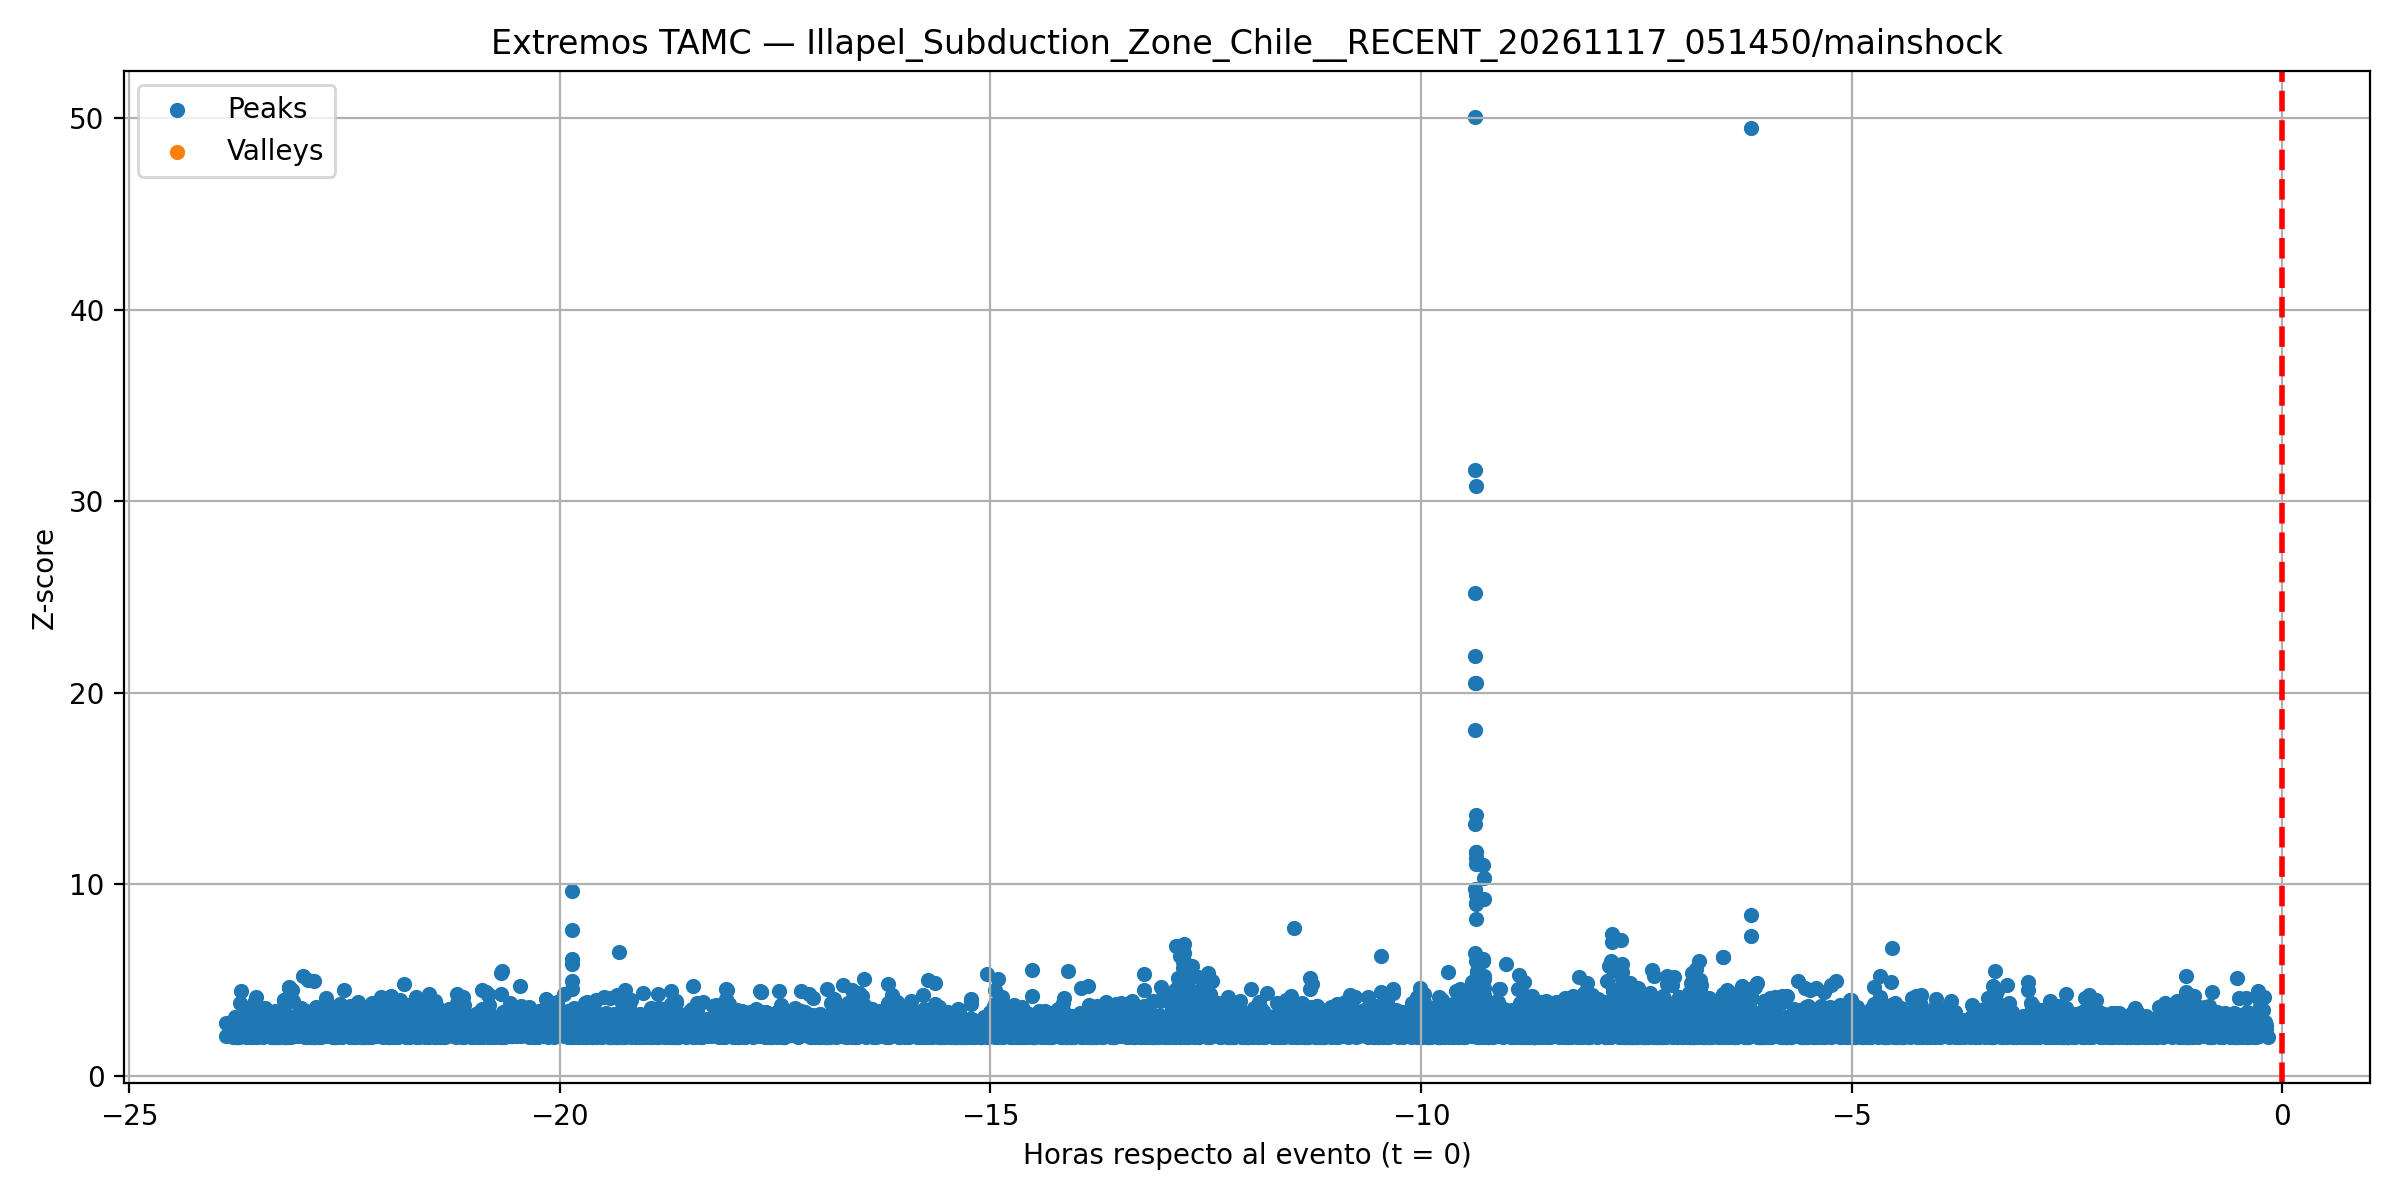 Extremos TAMC — Illapel_Subduction_Zone_Chile__RECENT_20261117_051450/mainshock
Peaks
Valleys
50
40
30
20
10
0
Z-score
−25
−20
−15
−10
−5
0
Horas respecto al evento (t = 0)